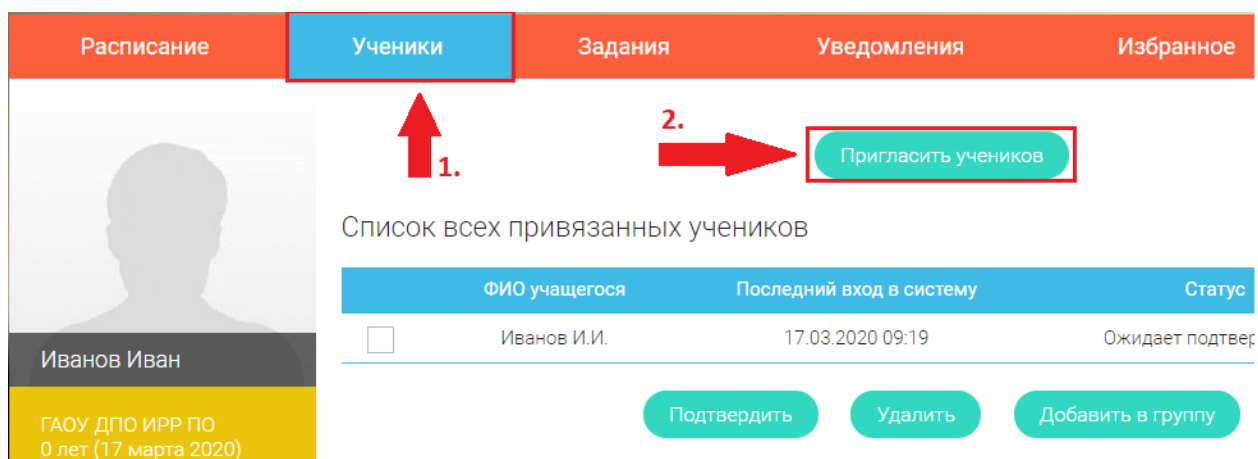 Расписание Ученики Задания Уведомления Избранное
1.
2.
Пригласить учеников
Список всех привязанных учеников
ФИО учащегося Последний вход в систему Статус
Иванов И.И. 17.03.2020 09:19 Ожидает подтвер
Подтвердить Удалить Добавить в группу
Иванов Иван
ГАОУ ДПО ИРР ПО
0 лет (17 марта 2020)